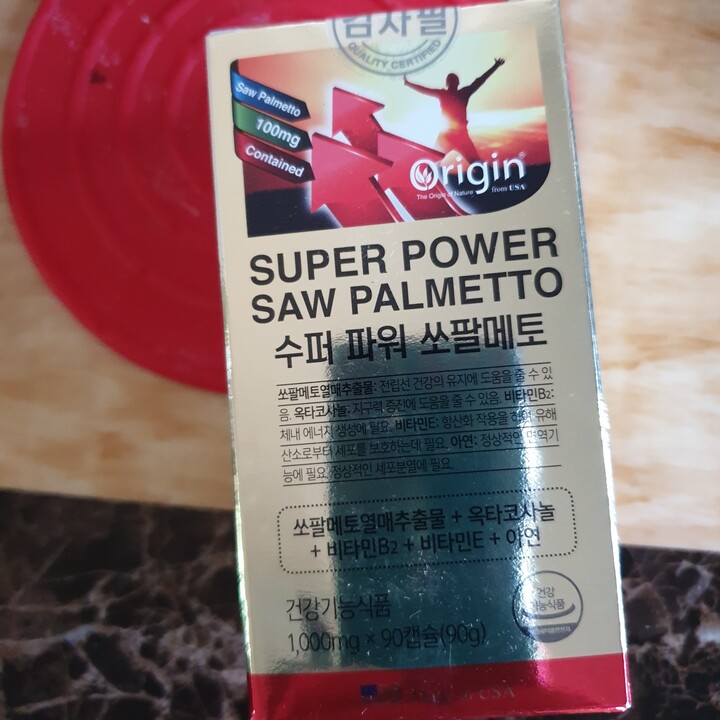 검사필
QUALITY CERTIFIED
Saw Palmetto
100mg
Contained
Origin®
The Origin of Nature from USA
SUPER POWER
SAW PALMETTO
수퍼 파워 쏘팔메토
쏘팔메토열매추출물: 전립선 건강의 유지에 도움을 줄 수 있
음. 옥타코사놀: 지구력 증진에 도움을 줄 수 있음. 비타민B2:
체내 에너지 생성에 필요. 비타민E: 항산화 작용을 하여 유해
산소로부터 세포를 보호하는데 필요. 아연: 정상적인 면역기
능에 필요, 정상적인 세포분열에 필요.
쏘팔메토열매추출물 + 옥타코사놀
+ 비타민B2 + 비타민E + 아연
건강기능식품
1,000mg × 90캡슐(90g)
건강
기능식품
USA